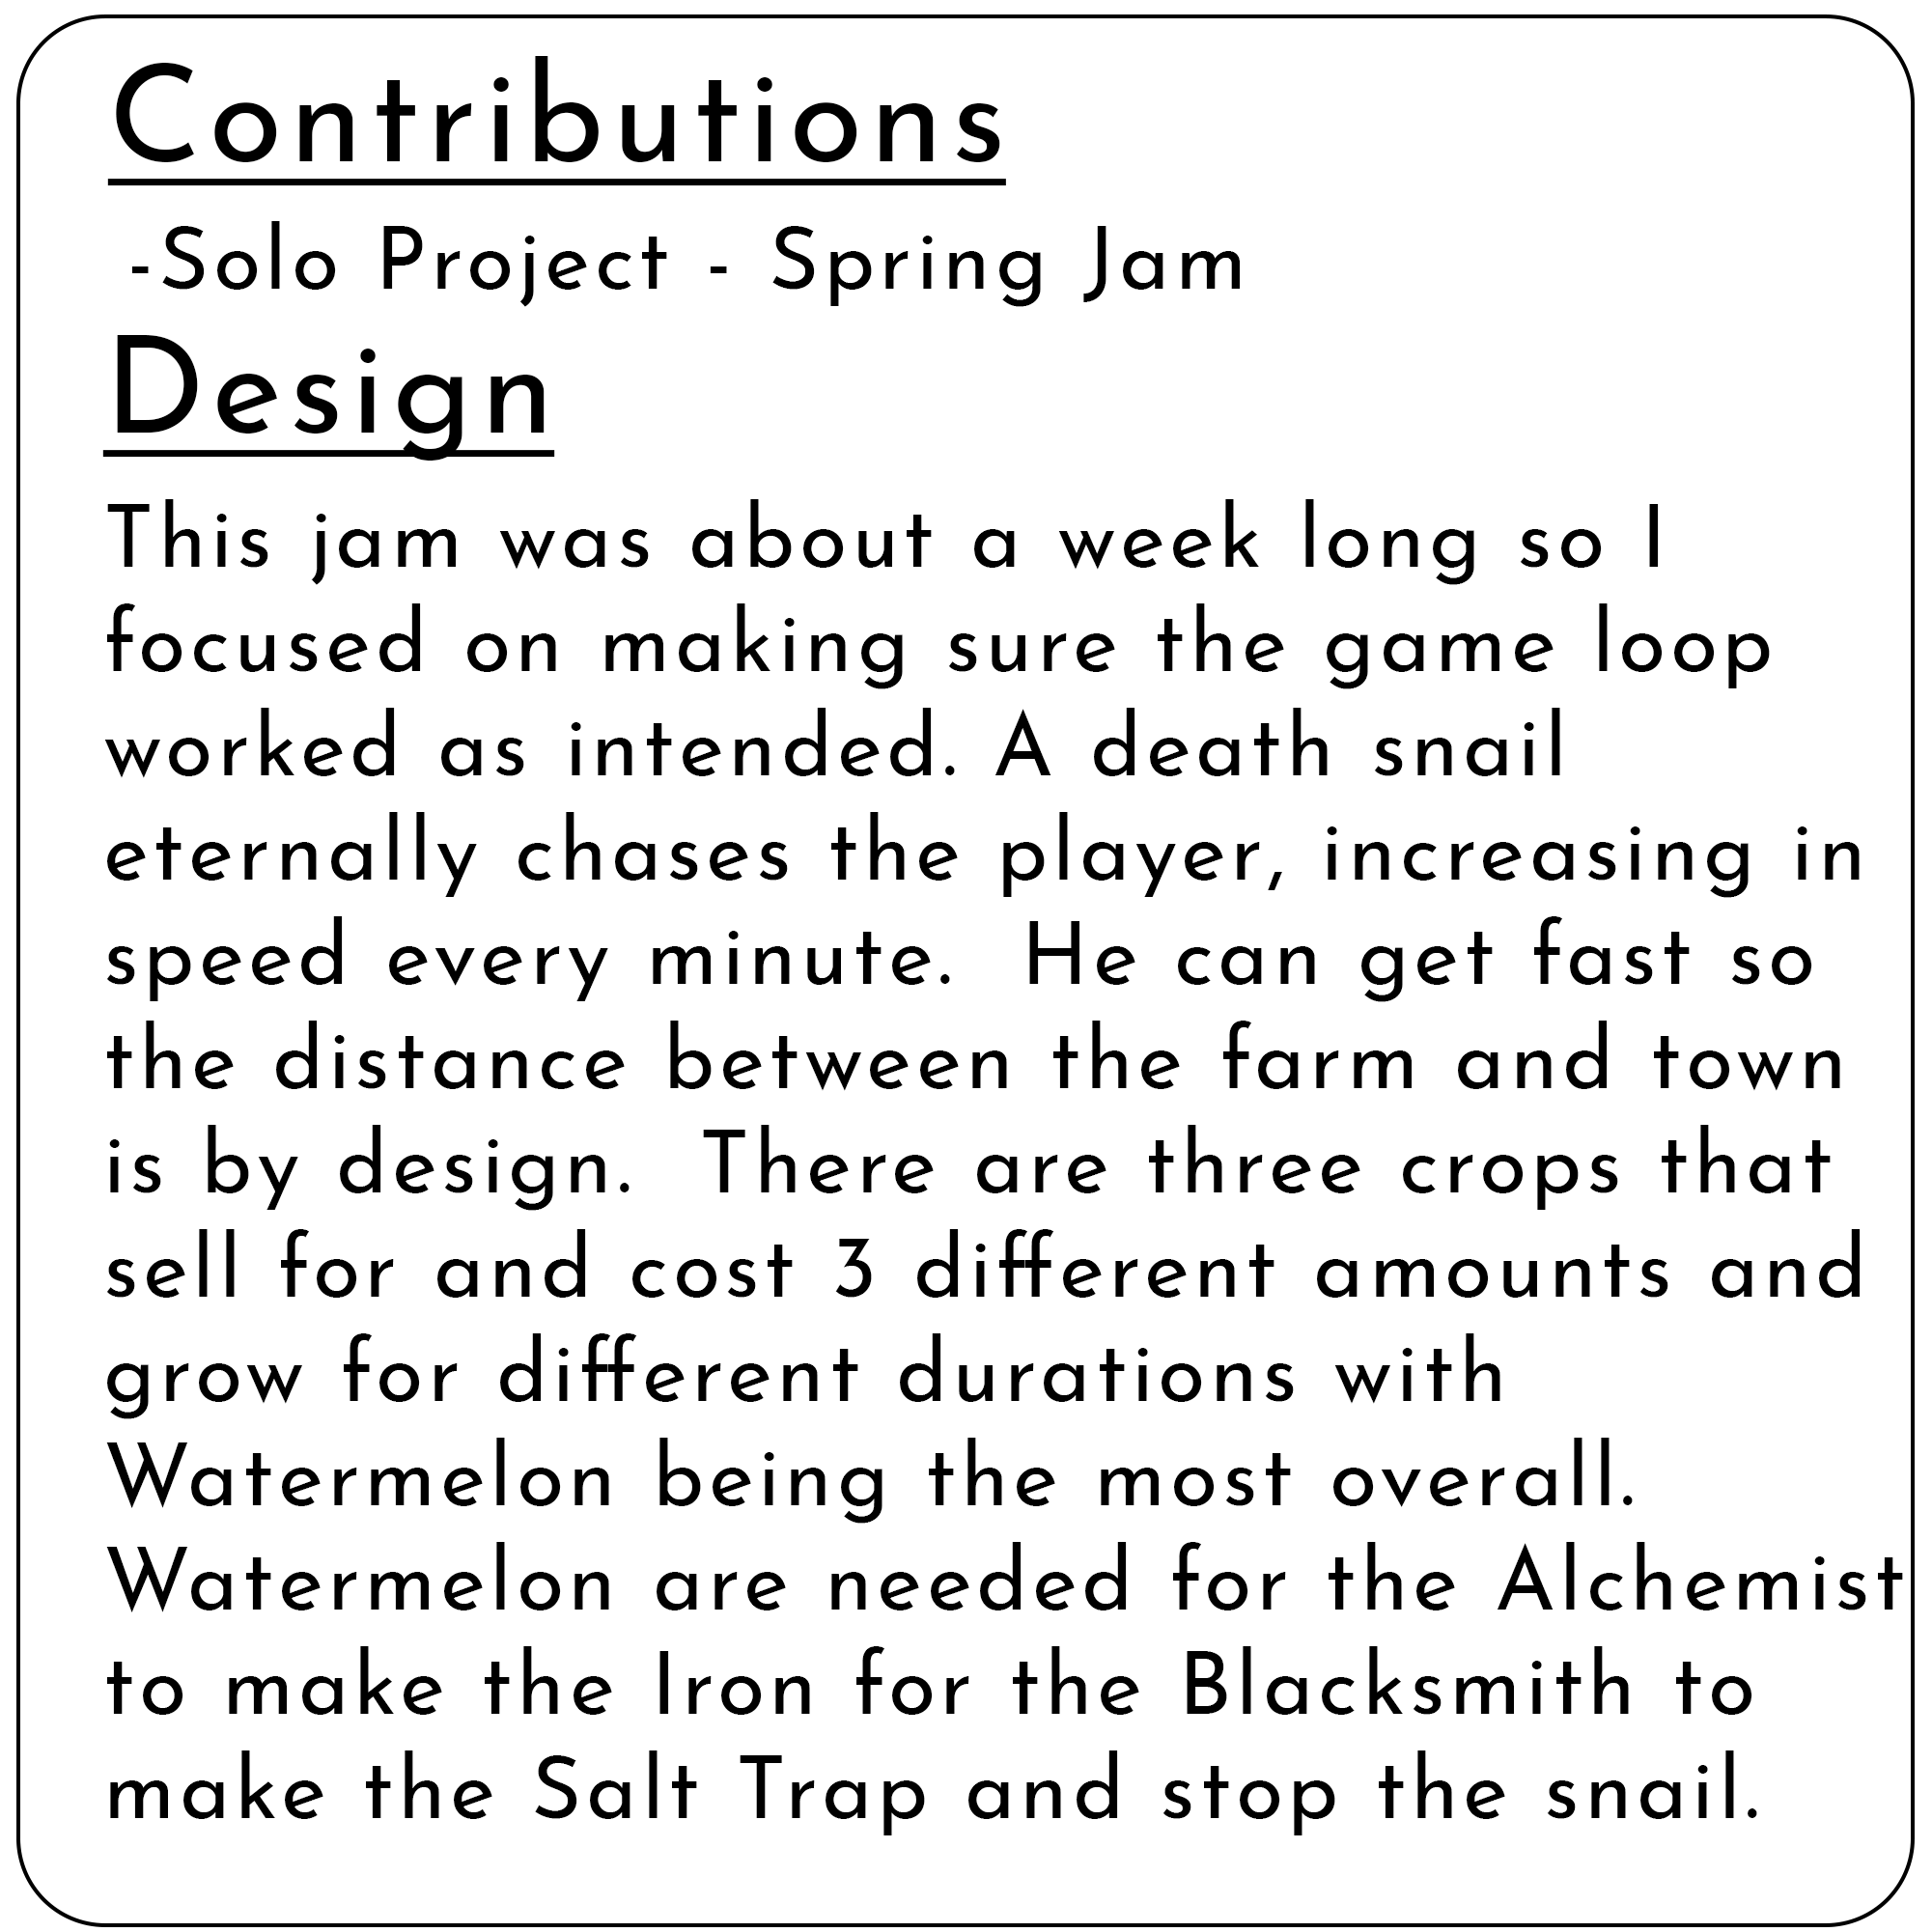 Contributions
-Solo Project - Spring Jam
Design
This jam was about a week long so I
focused on making sure the game loop
worked as intended. A death snail
eternally chases the player, increasing in
speed every minute.  He can get fast so
the distance between the farm and town
is by design.  There are three crops that
sell for and cost 3 different amounts and
grow for different durations with
Watermelon being the most overall.
Watermelon are needed for the Alchemist
to make the Iron for the Blacksmith to
make the Salt Trap and stop the snail.